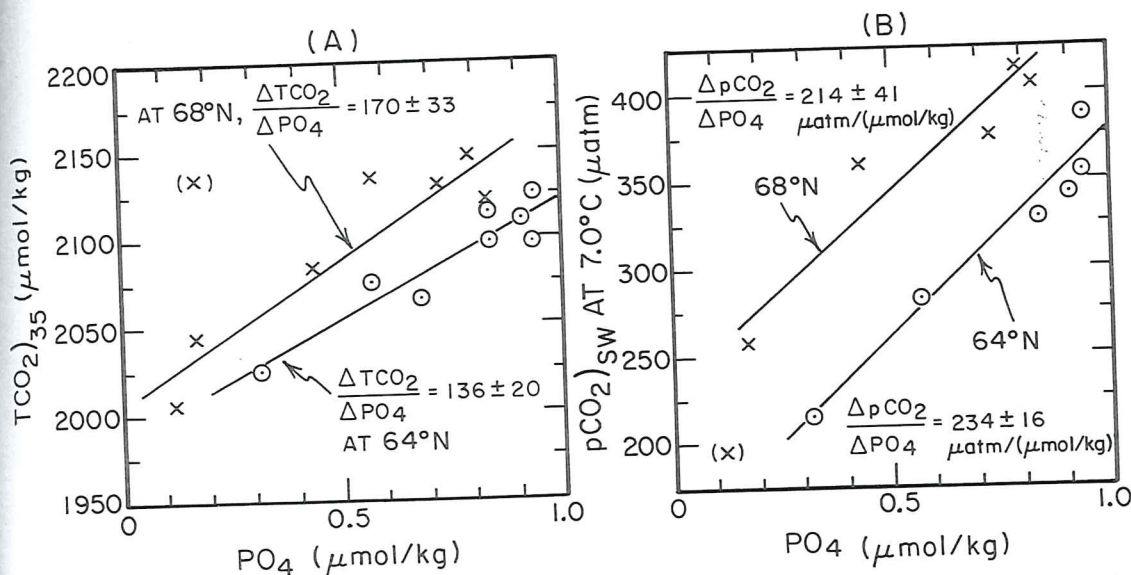 (A)
2200
2150
2100
2050
2000
1950
TCO2)35 (μmol/kg)
AT 68°N, ΔTCO2/ΔPO4 = 170 ± 33
(×)
ΔTCO2/ΔPO4 = 136 ± 20
AT 64°N
0
0.5
1.0
PO4 (μmol/kg)
(B)
400
350
300
250
200
pCO2)SW AT 7.0°C (μatm)
ΔpCO2/ΔPO4 = 214 ± 41
μatm/(μmol/kg)
68°N
64°N
ΔpCO2/ΔPO4 = 234 ± 16
μatm/(μmol/kg)
(×)
0
0.5
1.0
PO4 (μmol/kg)